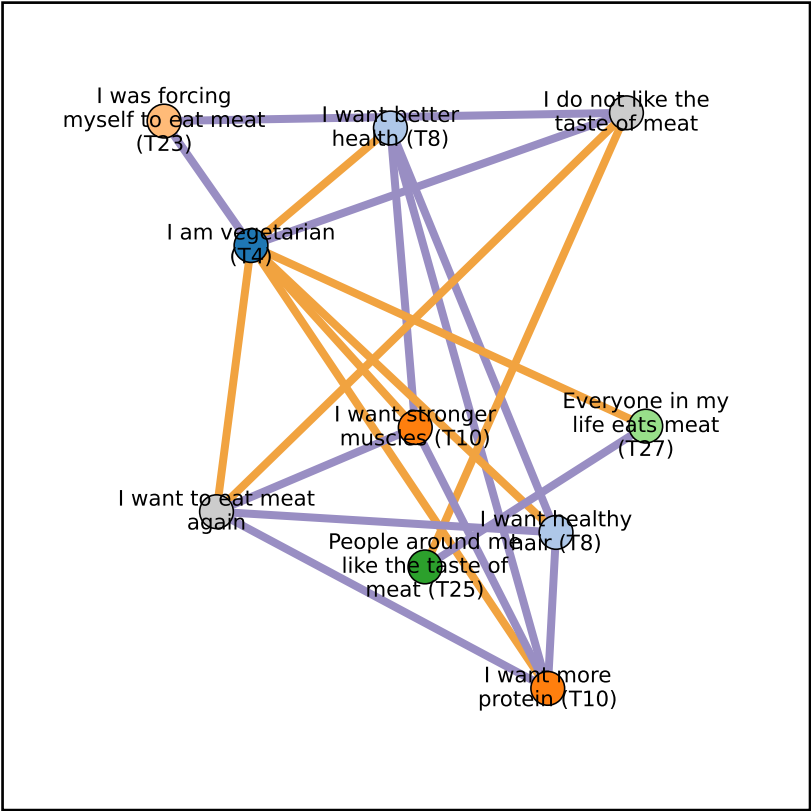 I was forcing
myself to eat meat
(T23)
I want better
health (T8)
I do not like the
taste of meat
I am vegetarian
(T4)
I want stronger
muscles (T10)
Everyone in my
life eats meat
(T27)
I want to eat meat
again
I want healthy
hair (T8)
People around me
like the taste of
meat (T25)
I want more
protein (T10)